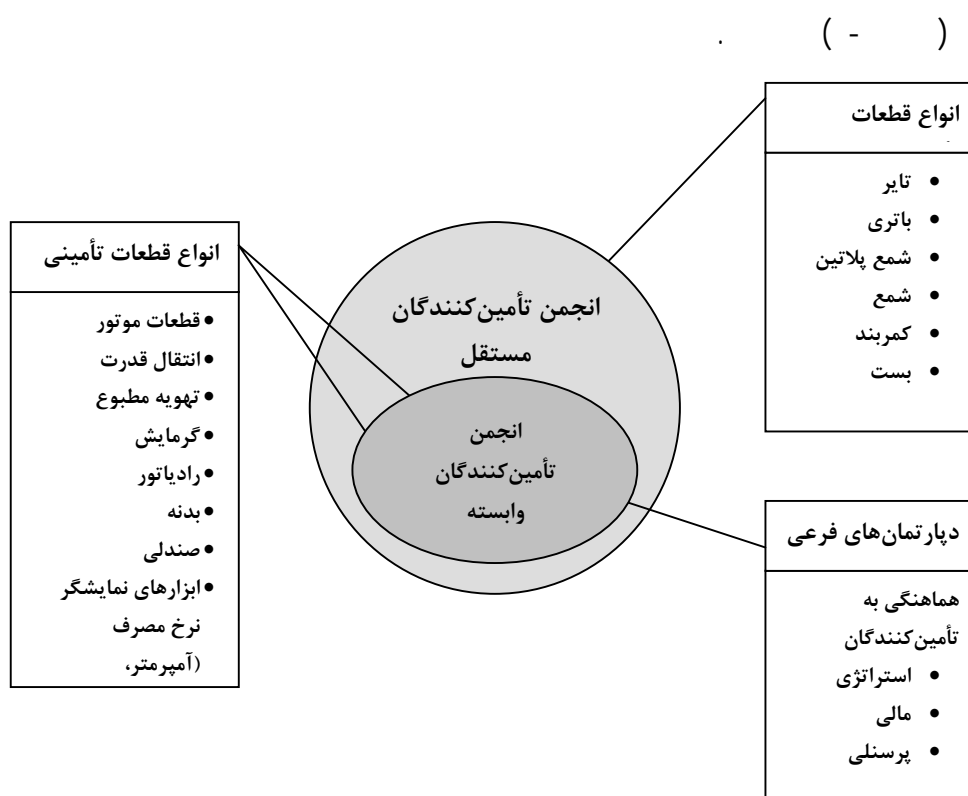 ( - ) .
انواع قطعات
• تایر
• باتری
• شمع پلاتین
• شمع
• کمربند
• بست
انواع قطعات تأمینی
• قطعات موتور
• انتقال قدرت
• تهویه مطبوع
• گرمایش
• رادیاتور
• بدنه
• صندلی
• ابزارهای نمایشگر
نرخ مصرف
(آمپرمتر،
انجمن تأمین‌کنندگان
مستقل
انجمن
تأمین‌کنندگان
وابسته
دپارتمان‌های فرعی
هماهنگی به
تأمین‌کنندگان
• استراتژی
• مالی
• پرسنلی